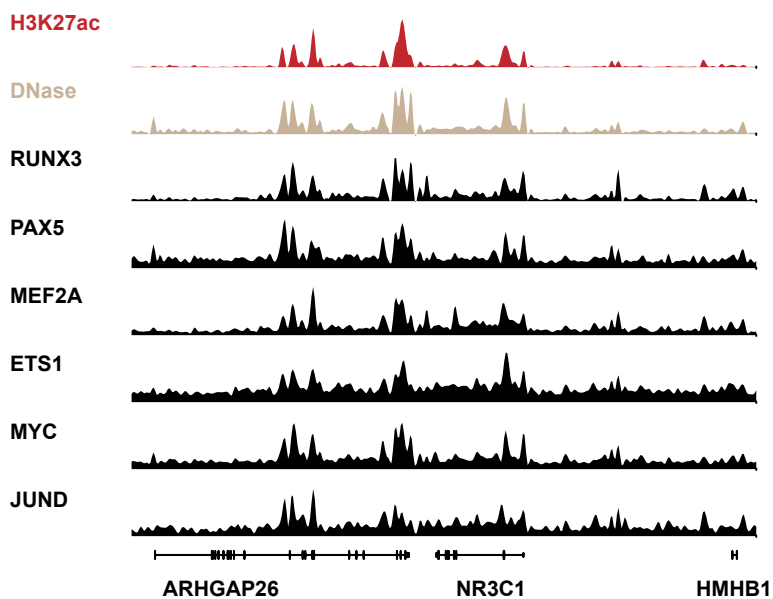 H3K27ac
DNase
RUNX3
PAX5
MEF2A
ETS1
MYC
JUND
ARHGAP26 NR3C1 HMHB1